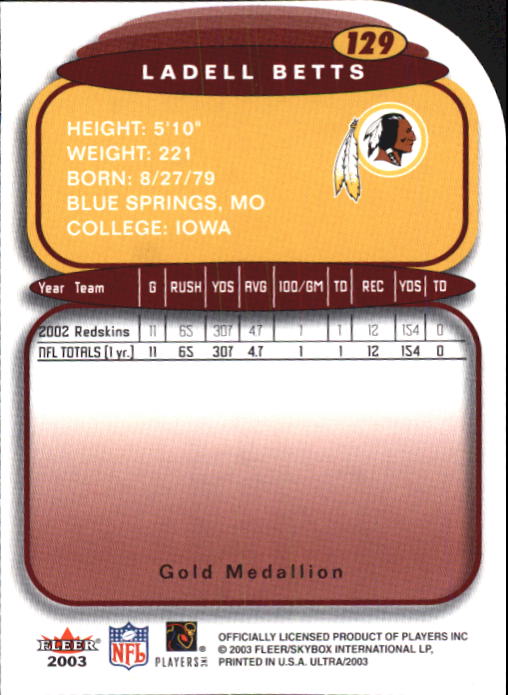 129
LADELL BETTS
HEIGHT: 5'10"
WEIGHT: 221
BORN: 8/27/79
BLUE SPRINGS, MO
COLLEGE: IOWA
Year Team G RUSH YDS AVG 100/GM TD REC YDS TD
2002 Redskins 11 65 307 4.7 1 1 12 154 0
NFL TOTALS (1 yr.) 11 65 307 4.7 1 1 12 154 0
Gold Medallion
FLEER
2003
NFL
PLAYERS INC
OFFICIALLY LICENSED PRODUCT OF PLAYERS INC
© 2003 FLEER/SKYBOX INTERNATIONAL LP,
PRINTED IN U.S.A. ULTRA/2003